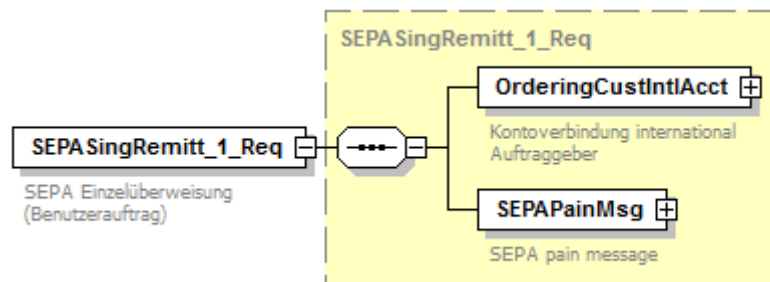 SEPASingRemitt_1_Req
OrderingCustIntlAcct
Kontoverbindung international
Auftraggeber
SEPASingRemitt_1_Req
SEPA Einzelüberweisung
(Benutzerauftrag)
SEPAPainMsg
SEPA pain message